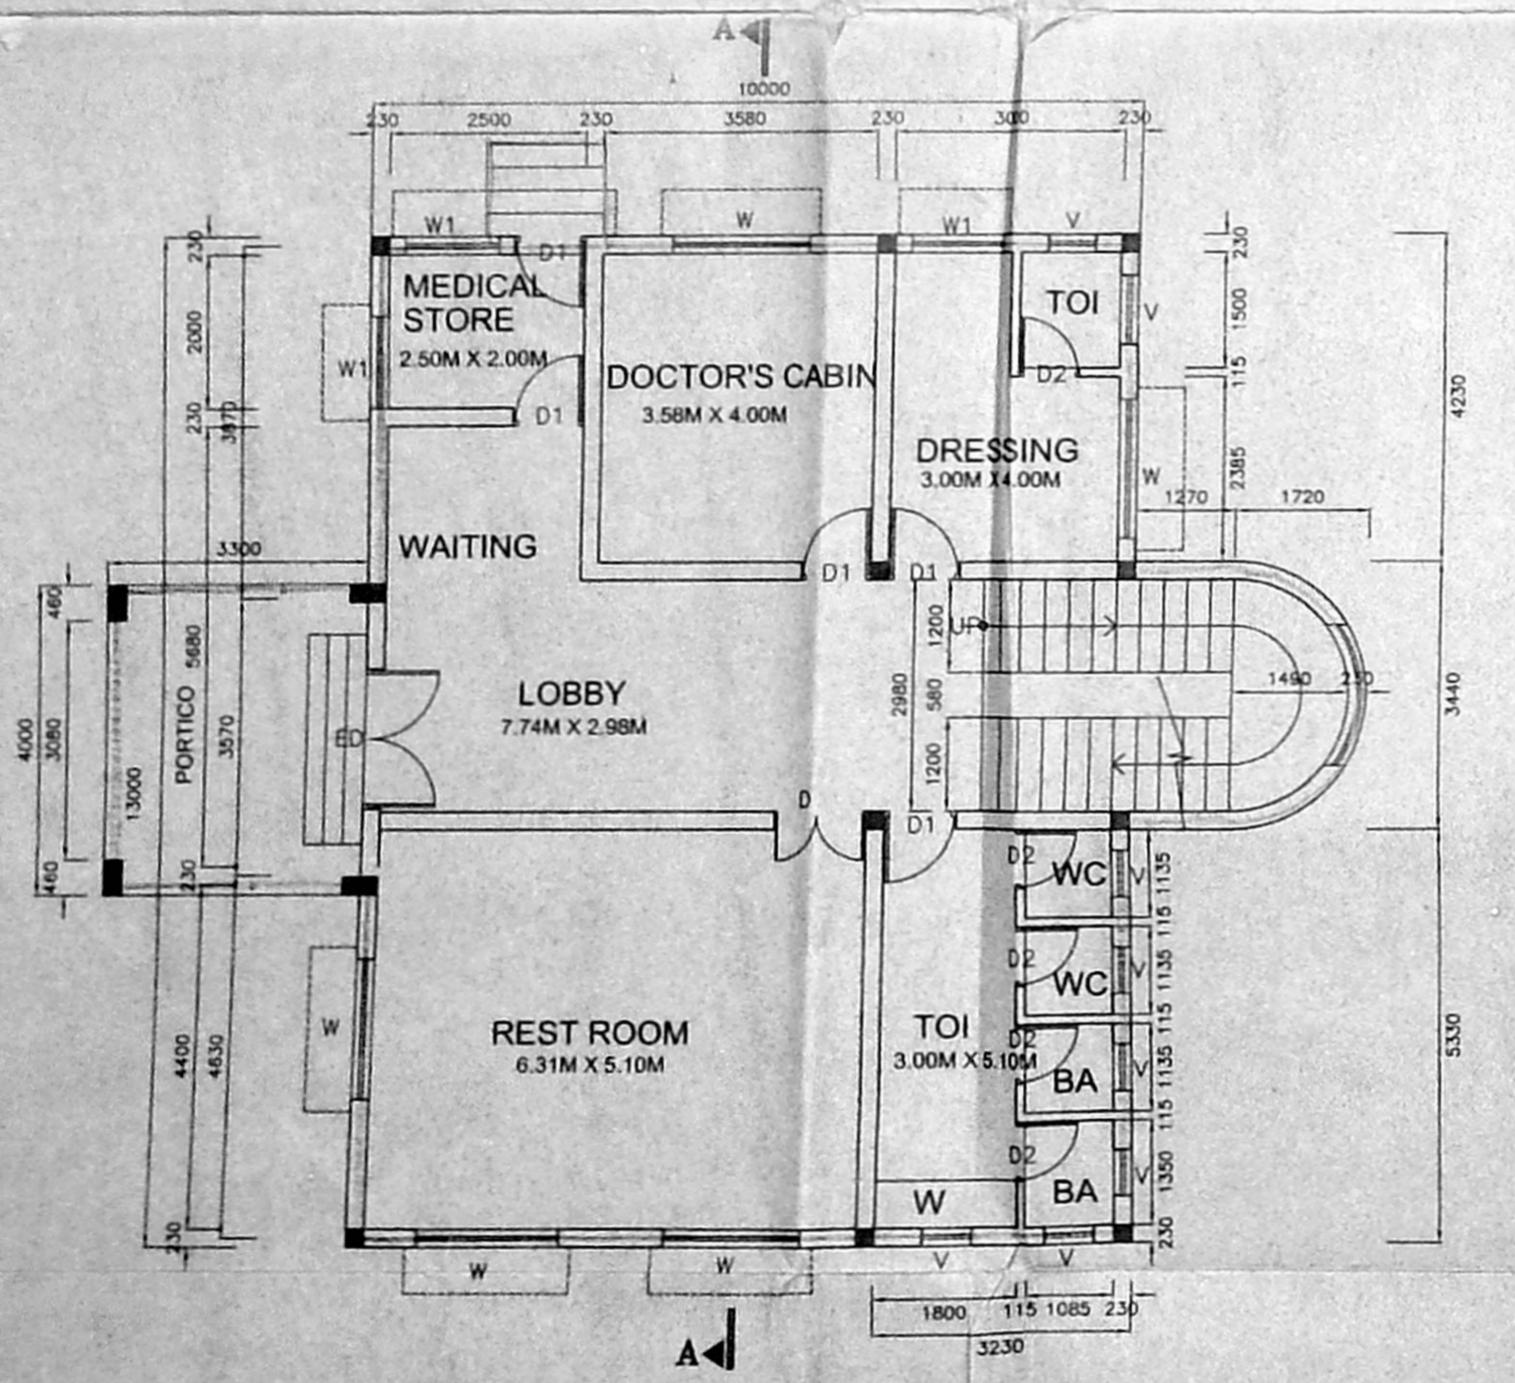 A
10000
230 2500 230 3580 230 3000 230
W1 W W1 V
D1
230
230
MEDICAL
STORE
2.50M X 2.00M
TOI
V
1500
2000
W1
D2
115
DOCTOR'S CABIN
3.58M X 4.00M
4230
230
3870
D1
DRESSING
3.00M X 4.00M
W
2385
1270 1720
WAITING
3300
D1 D1
460
UP
1200
5680
LOBBY
7.74M X 2.98M
2980
580
1490 230
3440
4000
3080
PORTICO
3570
ED
13000
1200
D
D1
460
230
D2
WC
V
1135
115
D2
WC
V
1135
115
REST ROOM
6.31M X 5.10M
TOI
3.00M X 5.10M
D2
BA
V
1135
115
5330
W
4400
4630
D2
BA
V
1350
W
230
230
W W V V
1800 115 1085 230
3230
A